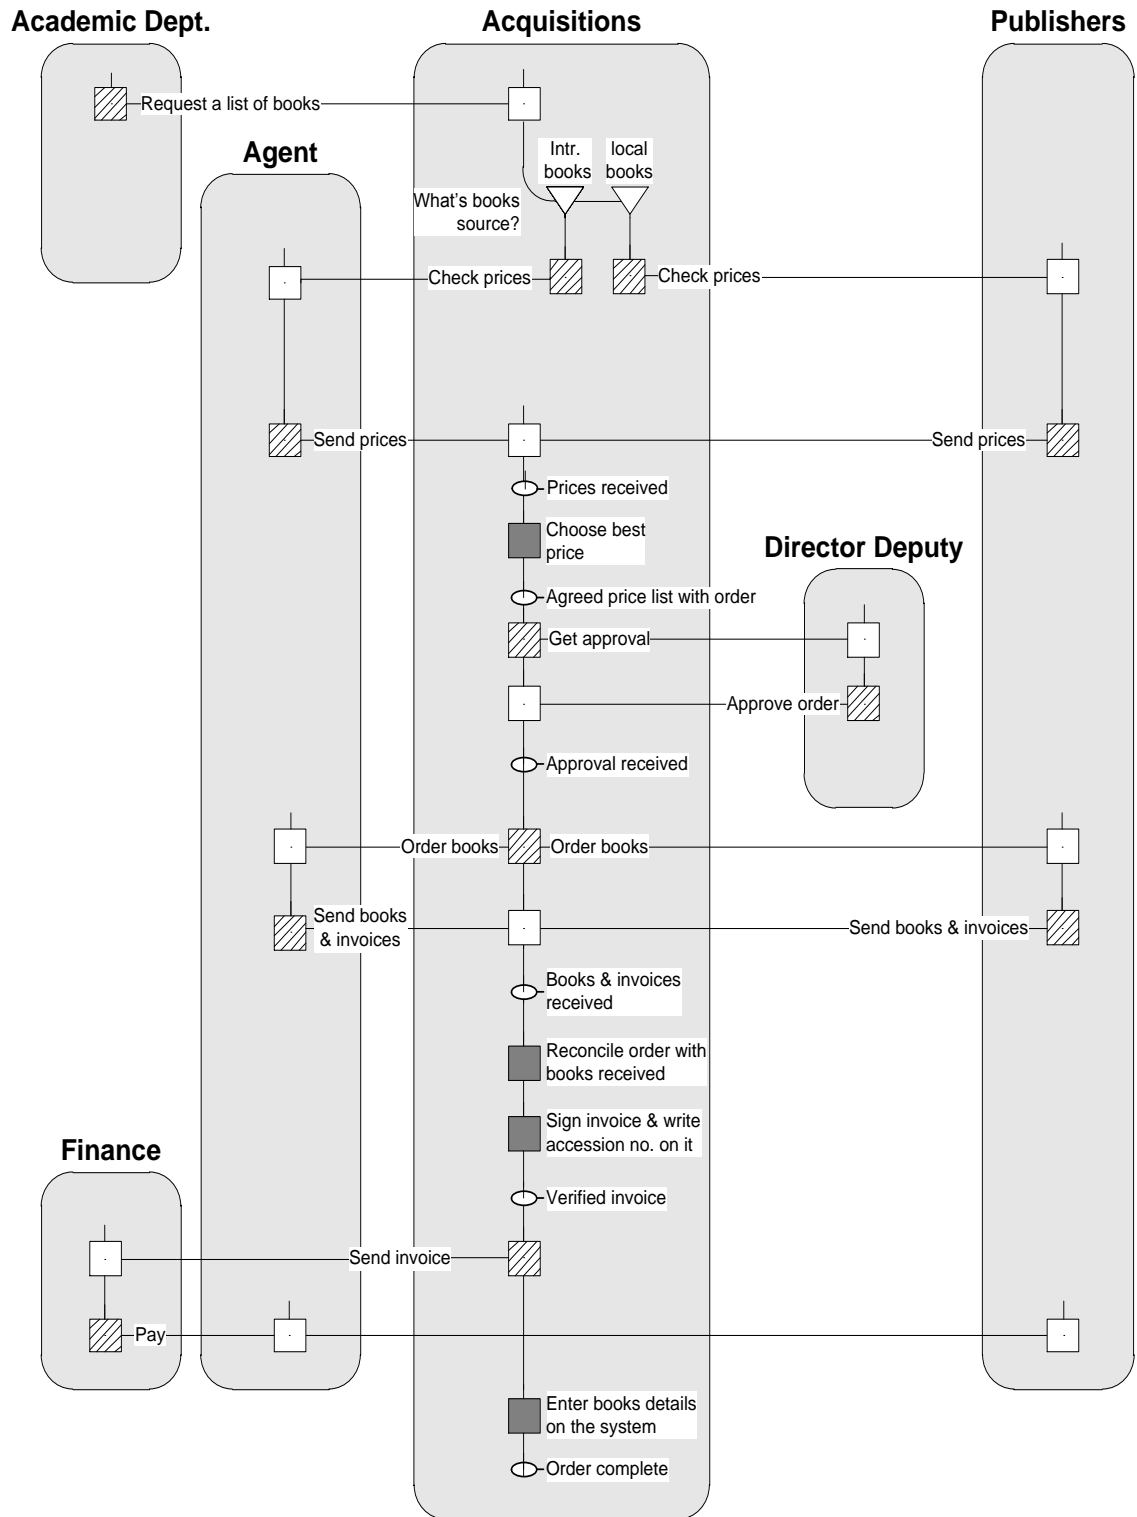 Academic Dept.
Acquisitions
Publishers
Request a list of books
Agent
Intr.
books
local
books
What's books
source?
Check prices
Check prices
Send prices
Send prices
Prices received
Choose best
price
Director Deputy
Agreed price list with order
Get approval
Approve order
Approval received
Order books
Order books
Send books
& invoices
Send books & invoices
Books & invoices
received
Reconcile order with
books received
Sign invoice & write
accession no. on it
Finance
Verified invoice
Send invoice
Pay
Enter books details
on the system
Order complete